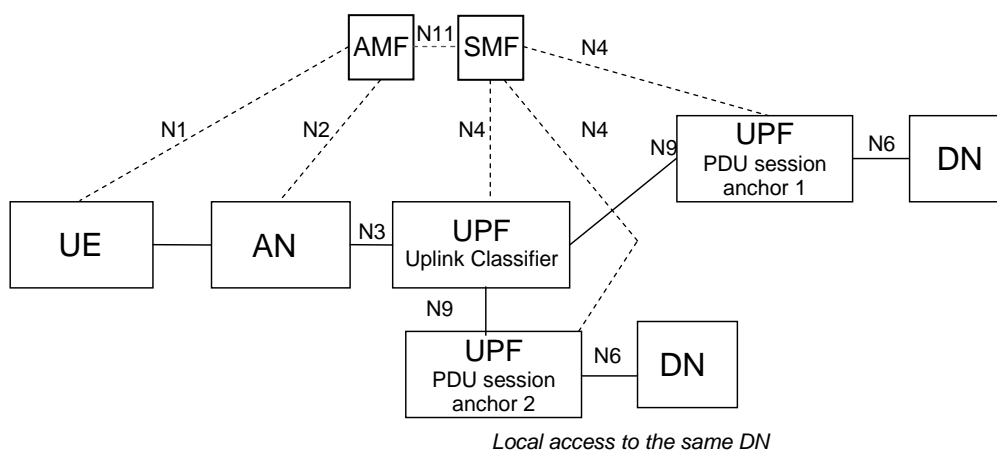 AMF
N11
SMF
N4
N1
N2
N4
N4
UPF
PDU session
anchor 1
N9
N6
DN
UE
AN
N3
UPF
Uplink Classifier
N9
UPF
PDU session
anchor 2
N6
DN
Local access to the same DN